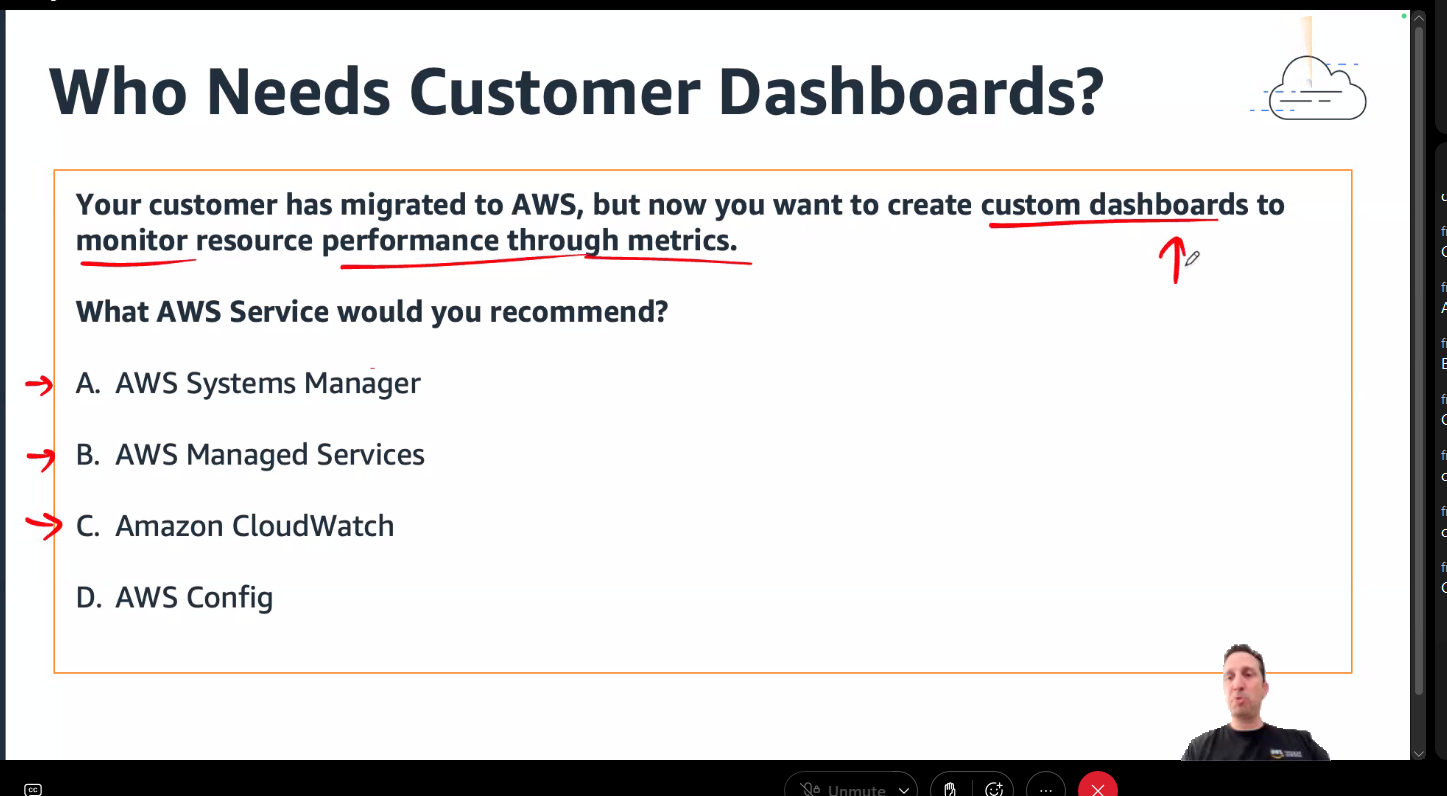 Who Needs Customer Dashboards?
Your customer has migrated to AWS, but now you want to create custom dashboards to
monitor resource performance through metrics.
What AWS Service would you recommend?
A. AWS Systems Manager
B. AWS Managed Services
C. Amazon CloudWatch
D. AWS Config
CC
Unmute